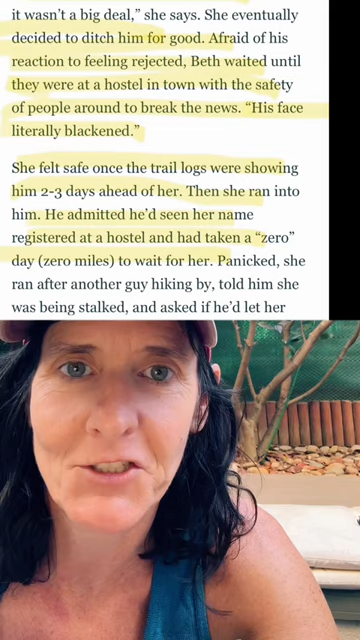 it wasn’t a big deal,” she says. She eventually
decided to ditch him for good. Afraid of his
reaction to feeling rejected, Beth waited until
they were at a hostel in town with the safety
of people around to break the news. “His face
literally blackened.”
She felt safe once the trail logs were showing
him 2-3 days ahead of her. Then she ran into
him. He admitted he’d seen her name
registered at a hostel and had taken a “zero”
day (zero miles) to wait for her. Panicked, she
ran after another guy hiking by, told him she
was being stalked, and asked if he’d let her